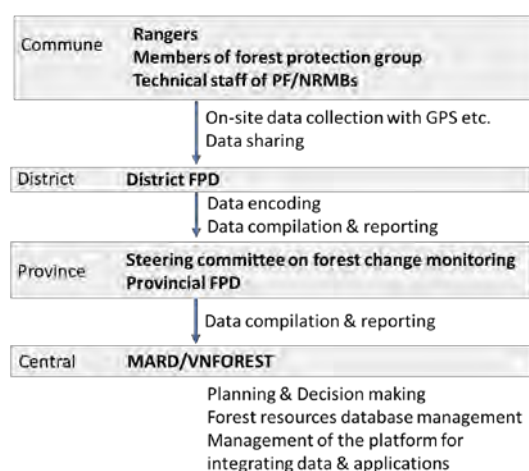 Commune
Rangers
Members of forest protection group
Technical staff of PF/NRMBs
On-site data collection with GPS etc.
Data sharing
District District FPD
Data encoding
Data compilation & reporting
Province
Steering committee on forest change monitoring
Provincial FPD
Data compilation & reporting
Central MARD/VNFOREST
Planning & Decision making
Forest resources database management
Management of the platform for
integrating data & applications